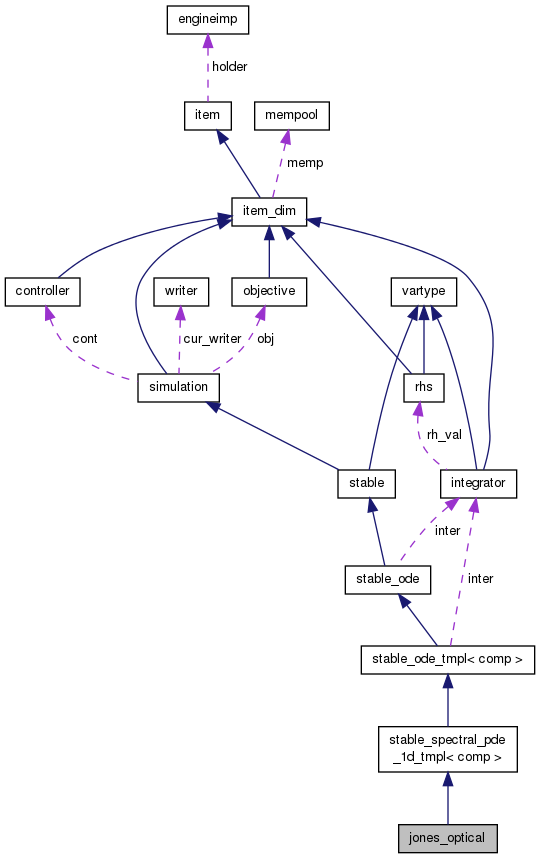 engineimp
holder
item
mempool
memp
item_dim
controller
writer
objective
vartype
cont
cur_writer
obj
simulation
rhs
rh_val
stable
integrator
inter
stable_ode
inter
stable_ode_tmpl< comp >
stable_spectral_pde
_1d_tmpl< comp >
jones_optical